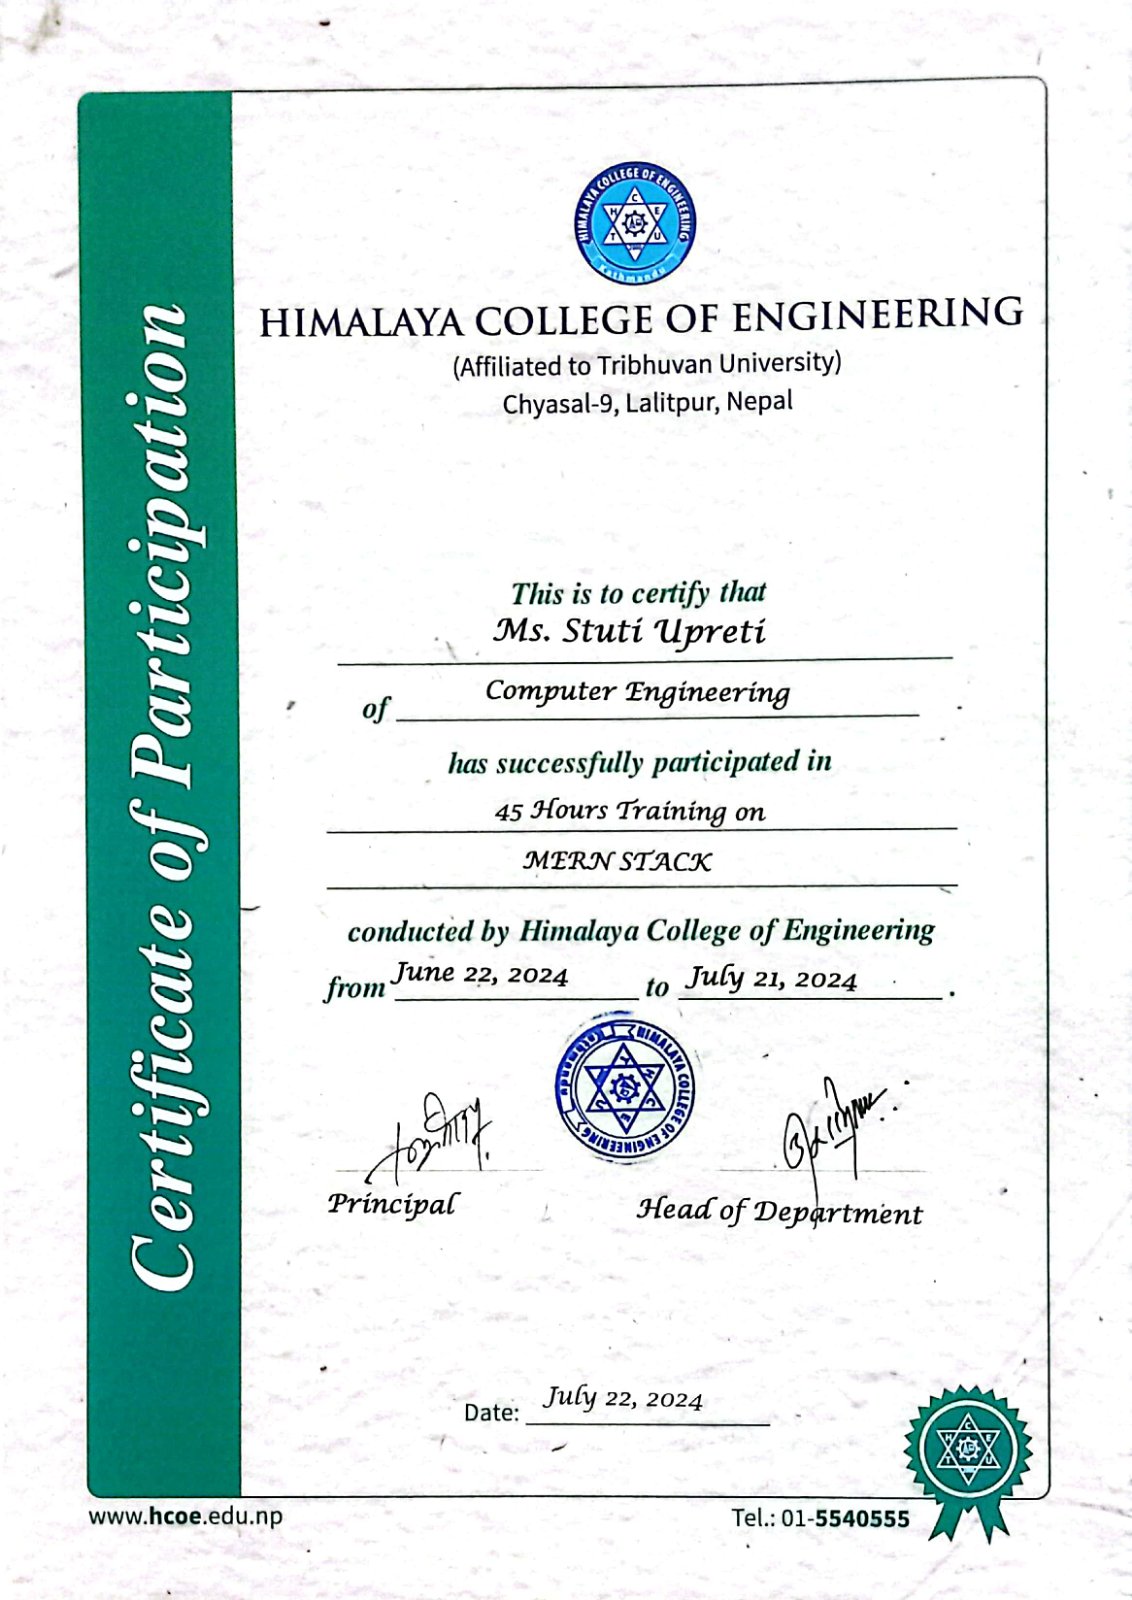 HIMALAYA COLLEGE OF ENGINEERING
Kathmandu
H C E T U
HIMALAYA COLLEGE OF ENGINEERING
(Affiliated to Tribhuvan University)
Chyasal-9, Lalitpur, Nepal
Certificate of Participation
This is to certify that
Ms. Stuti Upreti
of Computer Engineering
has successfully participated in
45 Hours Training on
MERN STACK
conducted by Himalaya College of Engineering
from June 22, 2024 to July 21, 2024.
HIMALAYA COLLEGE OF ENGINEERING
Kathmandu
H C E T U
Principal
Head of Department
Date: July 22, 2024
H C E T U
www.hcoe.edu.np
Tel.: 01-5540555